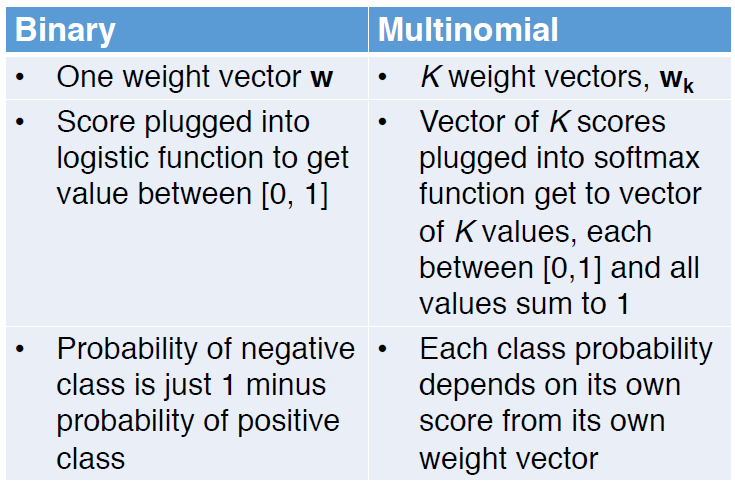 Binary
Multinomial
• One weight vector w
• K weight vectors, wk
• Score plugged into
logistic function to get
value between [0, 1]
• Vector of K scores
plugged into softmax
function get to vector
of K values, each
between [0,1] and all
values sum to 1
• Probability of negative
class is just 1 minus
probability of positive
class
• Each class probability
depends on its own
score from its own
weight vector